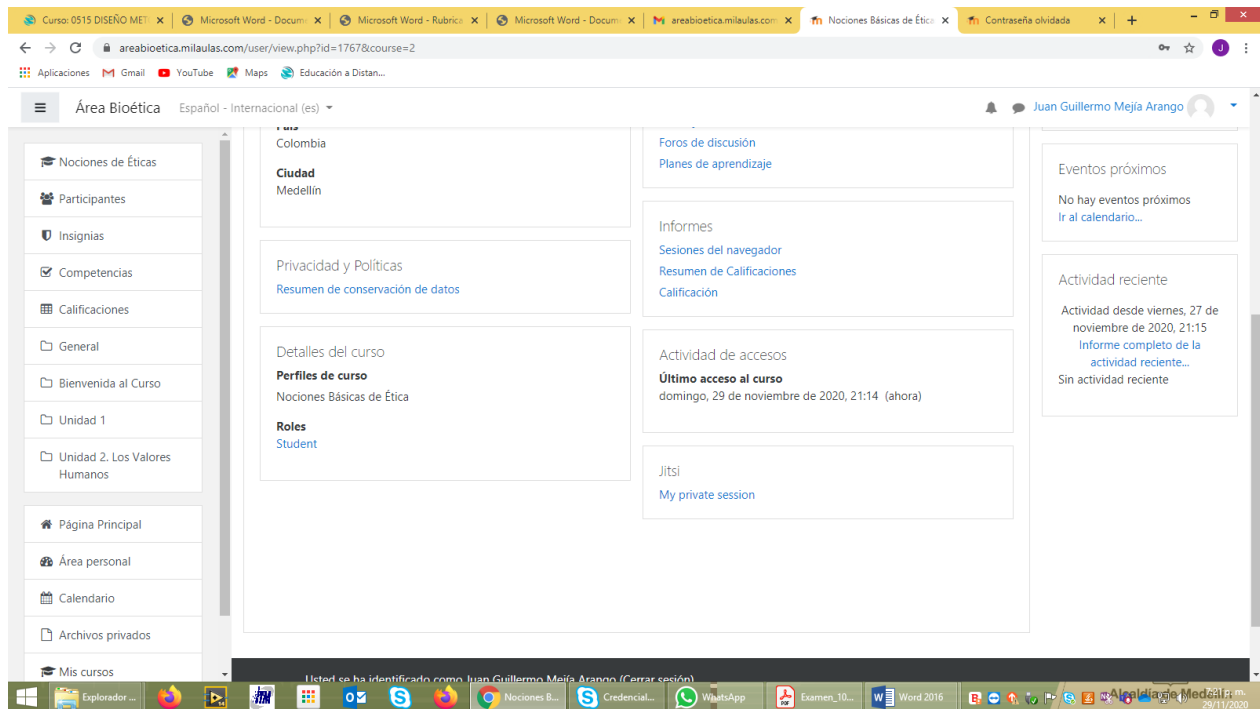 Curso: 0515 DISEÑO MET
Microsoft Word - Docume
Microsoft Word - Rubrica
Microsoft Word - Docume
areabioetica.milaulas.com
Nociones Básicas de Ética
Contraseña olvidada
areabioetica.milaulas.com/user/view.php?id=1767&course=2
J
Aplicaciones
Gmail
YouTube
Maps
Educación a Distan...
Área Bioética
Español - Internacional (es)
Juan Guillermo Mejía Arango
Nociones de Éticas
Participantes
Insignias
Competencias
Calificaciones
General
Bienvenida al Curso
Unidad 1
Unidad 2. Los Valores
Humanos
Página Principal
Área personal
Calendario
Archivos privados
Mis cursos
País
Colombia
Ciudad
Medellín
Privacidad y Políticas
Resumen de conservación de datos
Detalles del curso
Perfiles de curso
Nociones Básicas de Ética
Roles
Student
Foros de discusión
Planes de aprendizaje
Informes
Sesiones del navegador
Resumen de Calificaciones
Calificación
Actividad de accesos
Último acceso al curso
domingo, 29 de noviembre de 2020, 21:14 (ahora)
Jitsi
My private session
Eventos próximos
No hay eventos próximos
Ir al calendario...
Actividad reciente
Actividad desde viernes, 27 de
noviembre de 2020, 21:15
Informe completo de la
actividad reciente...
Sin actividad reciente
Usted se ha identificado como Juan Guillermo Mejía Arango (Cerrar sesión)
Explorador ...
Nociones B...
Credencial...
WhatsApp
Examen_10...
Word 2016
Alcaldía de Medellín
29/11/2020